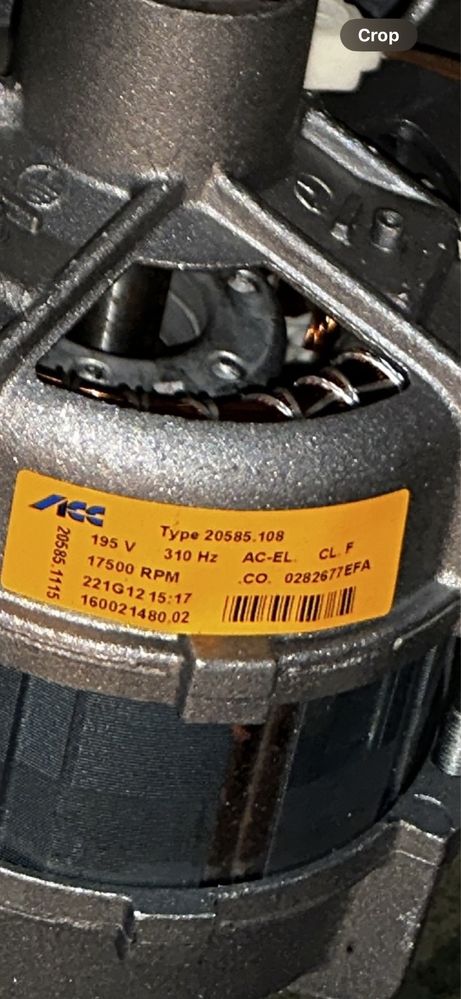 Crop
ACC
Type 20585.108
195 V 310 Hz AC-EL. CL. F
17500 RPM .CO. 0282677EFA
221G12 15:17
160021480.02
20585.1115